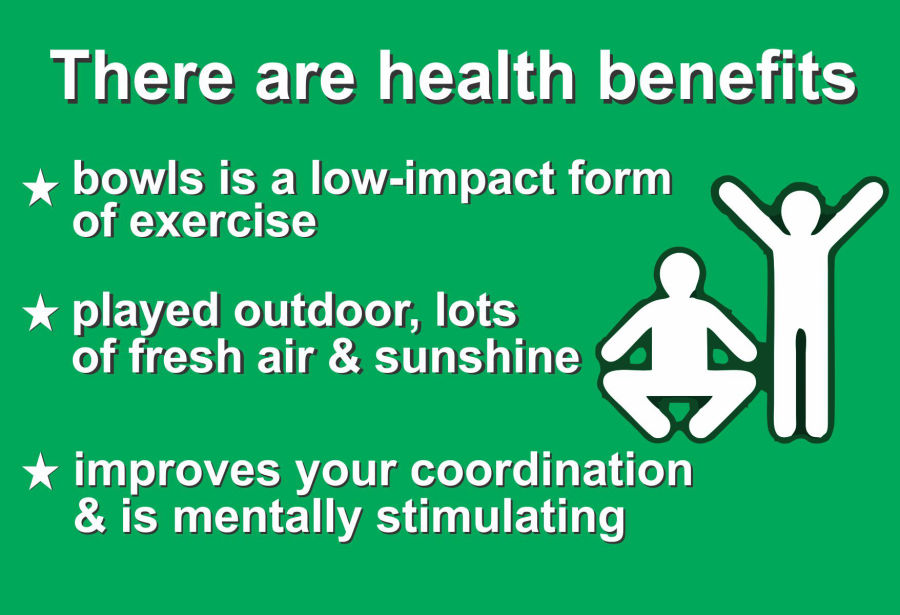 There are health benefits
bowls is a low-impact form
of exercise
played outdoor, lots
of fresh air & sunshine
improves your coordination
& is mentally stimulating